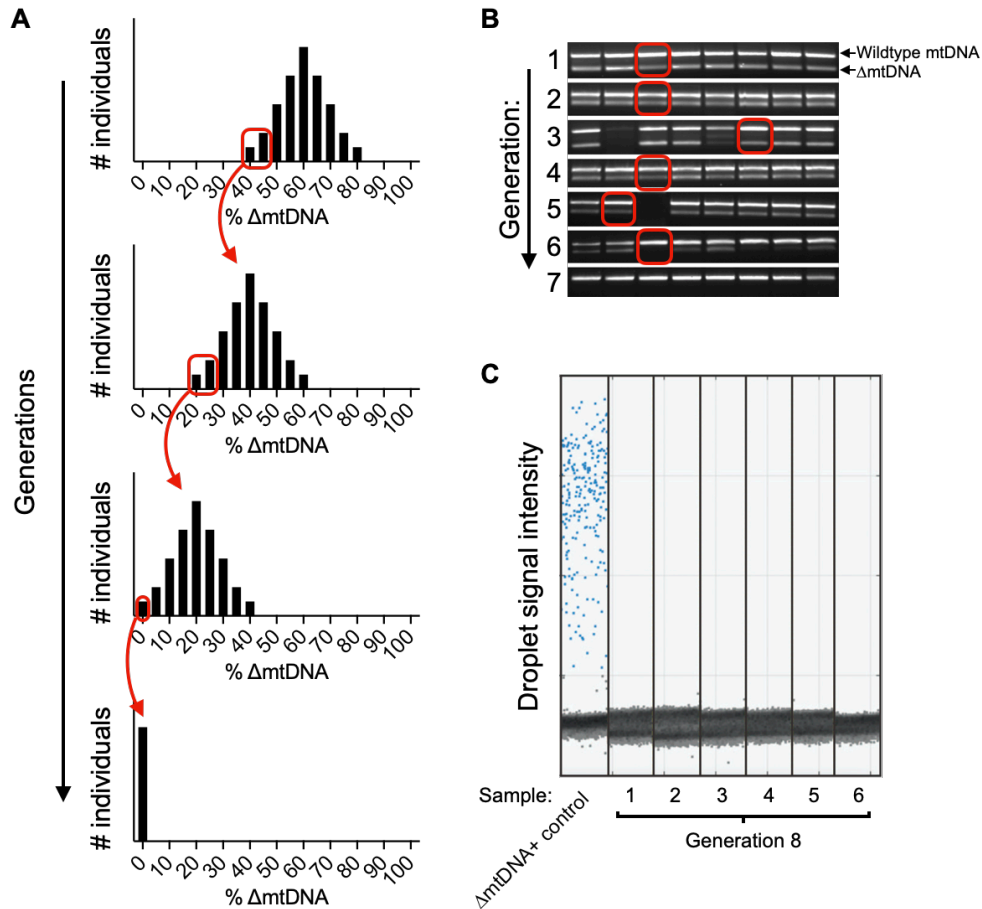 A
Generations
# individuals
0 10 20 30 40 50 60 70 80 90 100
% ΔmtDNA
# individuals
0 10 20 30 40 50 60 70 80 90 100
% ΔmtDNA
# individuals
0 10 20 30 40 50 60 70 80 90 100
% ΔmtDNA
# individuals
0 10 20 30 40 50 60 70 80 90 100
% ΔmtDNA
B
Generation:
1
Wildtype mtDNA
ΔmtDNA
2
3
4
5
6
7
C
Droplet signal intensity
Sample: 1 2 3 4 5 6
ΔmtDNA+ control
Generation 8